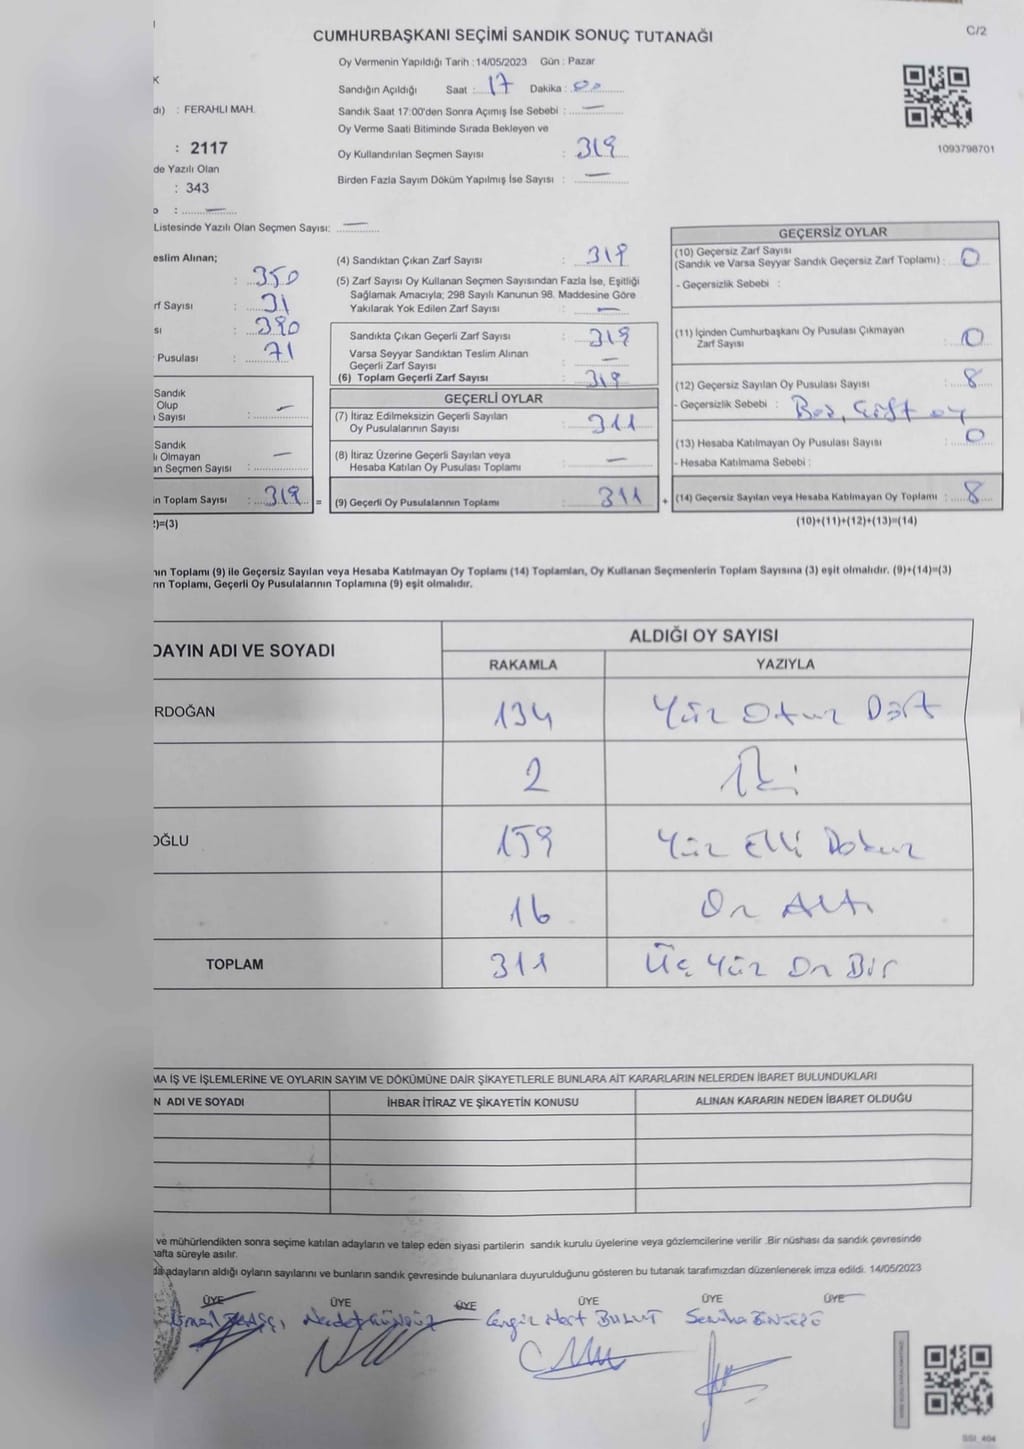 C/2
CUMHURBAŞKANI SEÇİMİ SANDIK SONUÇ TUTANAĞI
Oy Vermenin Yapıldığı Tarih : 14/05/2023 Gün : Pazar
Sandığın Açıldığı Saat : 17 Dakika : 00
dı) : FERAHLI MAH.
Sandık Saat 17:00'den Sonra Açımış İse Sebebi : —
Oy Verme Saati Bitiminde Sırada Bekleyen ve
: 2117
Oy Kullandırılan Seçmen Sayısı : 319
1093798701
de Yazılı Olan
: 343
Birden Fazla Sayım Döküm Yapılmış İse Sayısı : —
o : —
Listesinde Yazılı Olan Seçmen Sayısı: —
eslim Alınan;
: 350
rf Sayısı : 31
sı : 390
Pusulası : 71
Sandık
Olup
Sayısı : —
Sandık
lı Olmayan
an Seçmen Sayısı : —
n Toplam Sayısı : 319 =
2)=(3)
(4) Sandıktan Çıkan Zarf Sayısı : 319
(5) Zarf Sayısı Oy Kullanan Seçmen Sayısından Fazla İse, Eşitliği
Sağlamak Amacıyla; 298 Sayılı Kanunun 98. Maddesine Göre
Yakılarak Yok Edilen Zarf Sayısı : —
Sandıkta Çıkan Geçerli Zarf Sayısı : 319
Varsa Seyyar Sandıktan Teslim Alınan
Geçerli Zarf Sayısı : —
(6) Toplam Geçerli Zarf Sayısı : 319
GEÇERLİ OYLAR
(7) İtiraz Edilmeksizin Geçerli Sayılan
Oy Pusulalarının Sayısı : 311
(8) İtiraz Üzerine Geçerli Sayılan veya
Hesaba Katılan Oy Pusulası Toplamı : —
(9) Geçerli Oy Pusulalarının Toplamı : 311 +
GEÇERSİZ OYLAR
(10) Geçersiz Zarf Sayısı
(Sandık ve Varsa Seyyar Sandık Geçersiz Zarf Toplamı) : 0
- Geçersizlik Sebebi :
(11) İçinden Cumhurbaşkanı Oy Pusulası Çıkmayan
Zarf Sayısı : 0
(12) Geçersiz Sayılan Oy Pusulası Sayısı : 8
- Geçersizlik Sebebi : Boş, Çift oy
(13) Hesaba Katılmayan Oy Pusulası Sayısı : 0
- Hesaba Katılmama Sebebi :
(14) Geçersiz Sayılan veya Hesaba Katılmayan Oy Toplamı : 8
(10)+(11)+(12)+(13)=(14)
nın Toplamı (9) ile Geçersiz Sayılan veya Hesaba Katılmayan Oy Toplamı (14) Toplamları, Oy Kullanan Seçmenlerin Toplam Sayısına (3) eşit olmalıdır. (9)+(14)=(3)
rın Toplamı, Geçerli Oy Pusulalarının Toplamına (9) eşit olmalıdır.
DAYIN ADI VE SOYADI
ALDIĞI OY SAYISI
RAKAMLA YAZIYLA
RDOĞAN 134 Yüz Otuz Dört
2 İki
OĞLU 159 Yüz Elli Dokuz
16 On Altı
TOPLAM 311 Üç Yüz On Bir
MA İŞ VE İŞLEMLERİNE VE OYLARIN SAYIM VE DÖKÜMÜNE DAİR ŞİKAYETLERLE BUNLARA AİT KARARLARIN NELERDEN İBARET BULUNDUKLARI
N ADI VE SOYADI İHBAR İTİRAZ VE ŞİKAYETİN KONUSU ALINAN KARARIN NEDEN İBARET OLDUĞU
ve mühürlendikten sonra seçime katılan adayların ve talep eden siyasi partilerin sandık kurulu üyelerine veya gözlemcilerine verilir .Bir nüshası da sandık çevresinde
hafta süreyle asılır.
da adayların aldığı oyların sayılarını ve bunların sandık çevresinde bulunanlara duyurulduğunu gösteren bu tutanak tarafımızdan düzenlenerek imza edildi. 14/05/2023
ÜYE ÜYE ÜYE ÜYE ÜYE ÜYE
Cengiz Mert BULUT Semiha
SSI_404